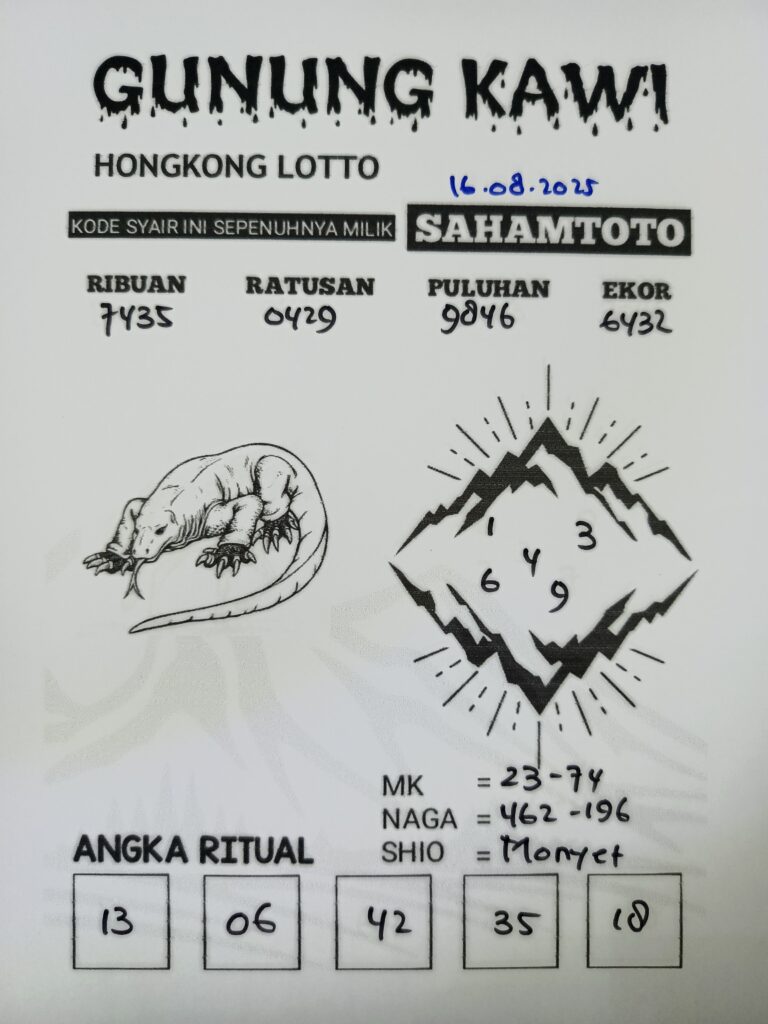 GUNUNG KAWI
HONGKONG LOTTO
16.08.2025
KODE SYAIR INI SEPENUHNYA MILIK SAHAMTOTO
RIBUAN RATUSAN PULUHAN EKOR
7435 0429 9846 6432
1 3
4
6 9
MK = 23-74
NAGA = 462-196
SHIO = Monyet
ANGKA RITUAL
13 06 42 35 18